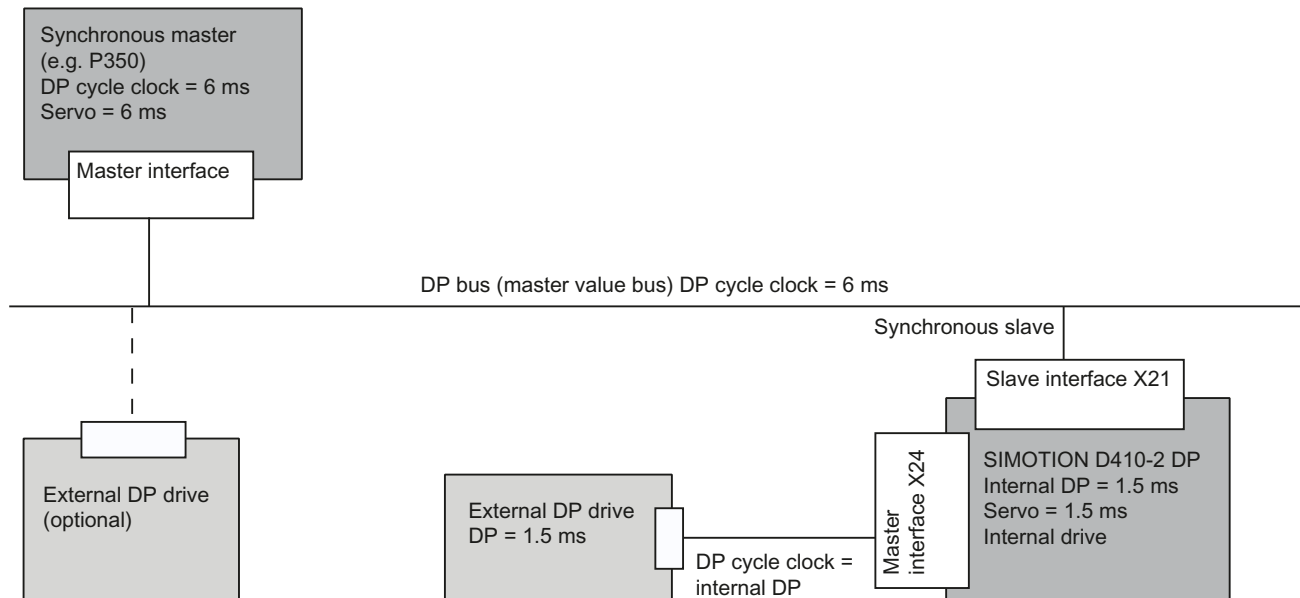 Synchronous master
(e.g. P350)
DP cycle clock = 6 ms
Servo = 6 ms
Master interface
DP bus (master value bus) DP cycle clock = 6 ms
Synchronous slave
Slave interface X21
External DP drive
(optional)
External DP drive
DP = 1.5 ms
DP cycle clock =
internal DP
Master
interface X24
SIMOTION D410-2 DP
Internal DP = 1.5 ms
Servo = 1.5 ms
Internal drive